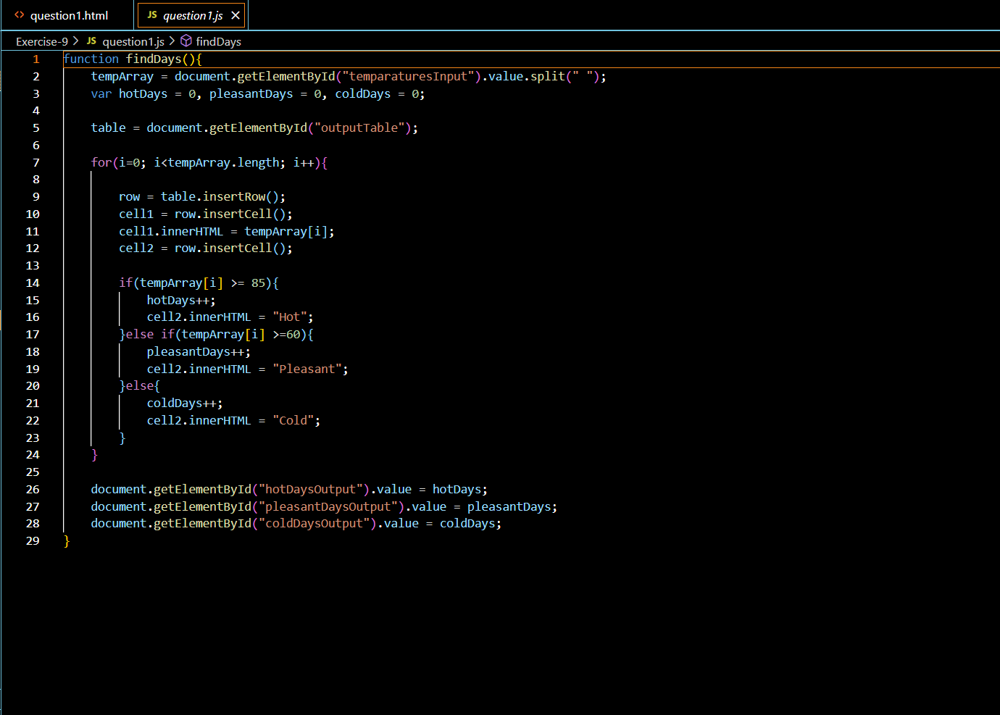 <> question1.html JS question1.js ×
Exercise-9 > JS question1.js > findDays
1 function findDays(){
2     tempArray = document.getElementById("temparaturesInput").value.split(" ");
3     var hotDays = 0, pleasantDays = 0, coldDays = 0;
4
5     table = document.getElementById("outputTable");
6
7     for(i=0; i<tempArray.length; i++){
8
9         row = table.insertRow();
10         cell1 = row.insertCell();
11         cell1.innerHTML = tempArray[i];
12         cell2 = row.insertCell();
13
14         if(tempArray[i] >= 85){
15             hotDays++;
16             cell2.innerHTML = "Hot";
17         }else if(tempArray[i] >=60){
18             pleasantDays++;
19             cell2.innerHTML = "Pleasant";
20         }else{
21             coldDays++;
22             cell2.innerHTML = "Cold";
23         }
24     }
25
26     document.getElementById("hotDaysOutput").value = hotDays;
27     document.getElementById("pleasantDaysOutput").value = pleasantDays;
28     document.getElementById("coldDaysOutput").value = coldDays;
29 }